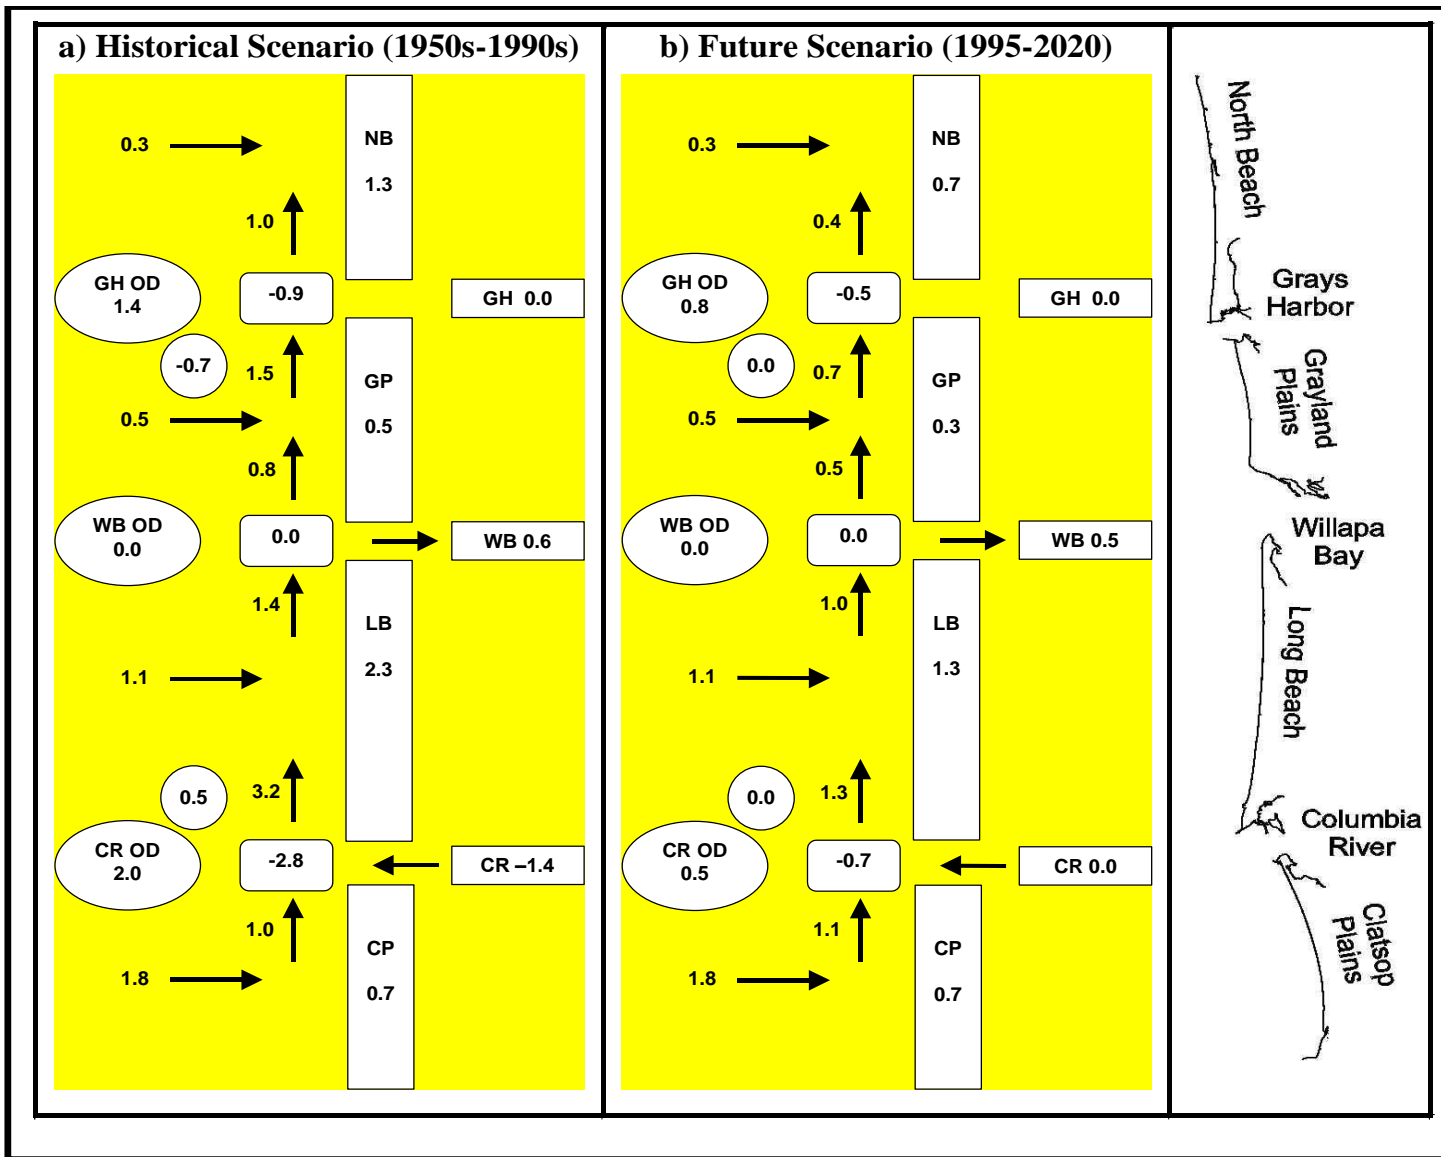 a) Historical Scenario (1950s-1990s)
0.3
NB
1.3
1.0
GH OD
1.4
-0.9
GH 0.0
-0.7
1.5
GP
0.5
0.5
0.8
WB OD
0.0
0.0
WB 0.6
1.4
LB
2.3
1.1
0.5
3.2
CR OD
2.0
-2.8
CR –1.4
1.0
CP
0.7
1.8
b) Future Scenario (1995-2020)
0.3
NB
0.7
0.4
GH OD
0.8
-0.5
GH 0.0
0.0
0.7
GP
0.3
0.5
0.5
WB OD
0.0
0.0
WB 0.5
1.0
LB
1.3
1.1
0.0
1.3
CR OD
0.5
-0.7
CR 0.0
1.1
CP
0.7
1.8
North Beach
Grays
Harbor
Grayland
Plains
Willapa
Bay
Long Beach
Columbia
River
Clatsop
Plains